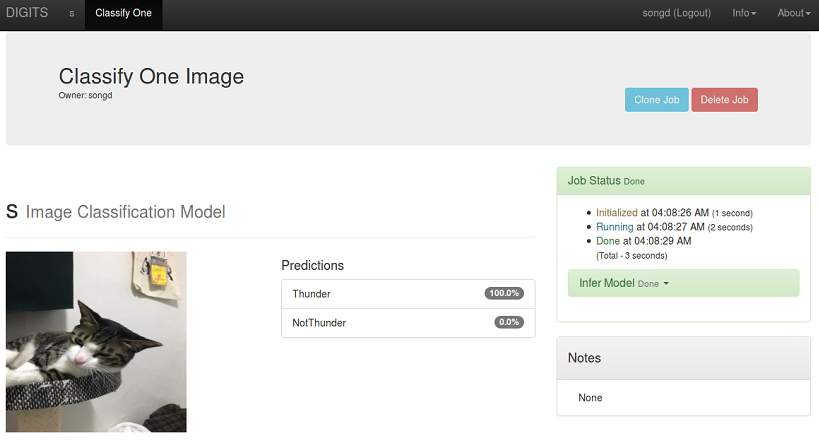 DIGITS s Classify One songd (Logout) Info About
Classify One Image
Owner: songd
Clone Job Delete Job
S Image Classification Model
Predictions
Thunder 100.0%
NotThunder 0.0%
Job Status Done
Initialized at 04:08:26 AM (1 second)
Running at 04:08:27 AM (2 seconds)
Done at 04:08:29 AM
(Total - 3 seconds)
Infer Model Done
Notes
None